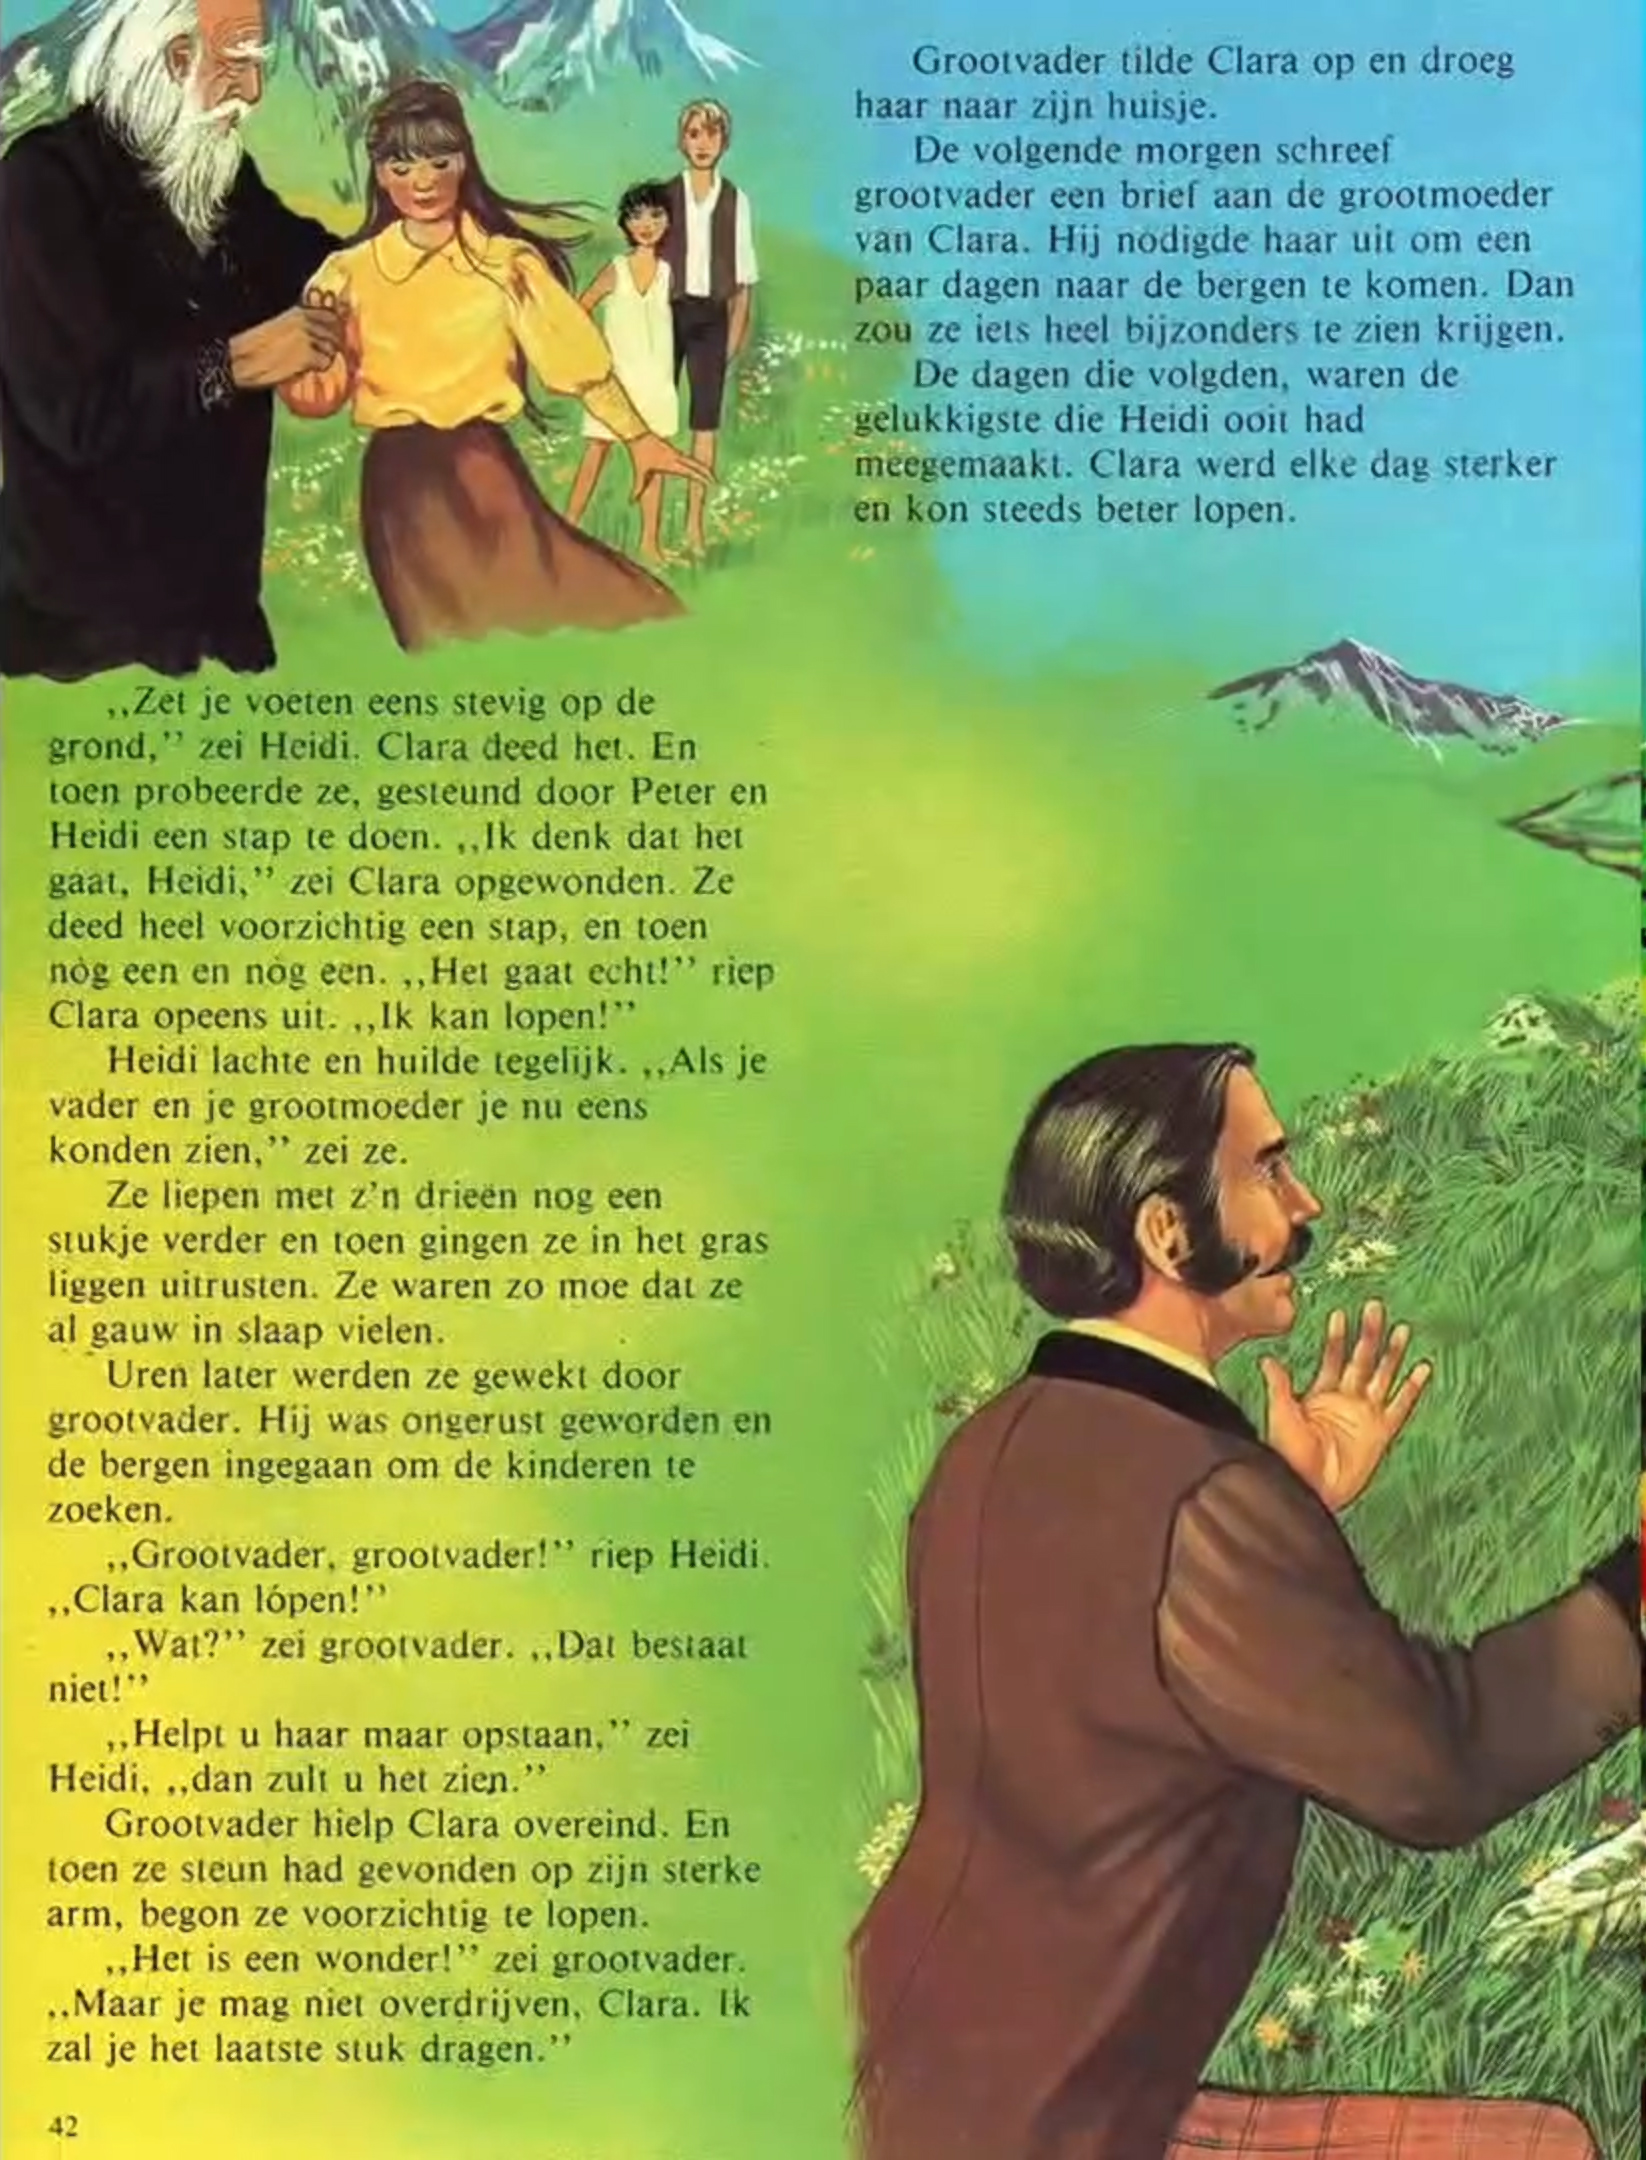 ,,Zet je voeten eens stevig op de
grond,'' zei Heidi. Clara deed het. En
toen probeerde ze, gesteund door Peter en
Heidi een stap te doen. ,,Ik denk dat het
gaat, Heidi,'' zei Clara opgewonden. Ze
deed heel voorzichtig een stap, en toen
nóg een en nóg een. ,,Het gaat echt!'' riep
Clara opeens uit. ,,Ik kan lopen!''
Heidi lachte en huilde tegelijk. ,,Als je
vader en je grootmoeder je nu eens
konden zien,'' zei ze.
Ze liepen met z'n drieën nog een
stukje verder en toen gingen ze in het gras
liggen uitrusten. Ze waren zo moe dat ze
al gauw in slaap vielen.
Uren later werden ze gewekt door
grootvader. Hij was ongerust geworden en
de bergen ingegaan om de kinderen te
zoeken.
,,Grootvader, grootvader!'' riep Heidi.
,,Clara kan lópen!''
,,Wat?'' zei grootvader. ,,Dat bestaat
niet!''
,,Helpt u haar maar opstaan,'' zei
Heidi, ,,dan zult u het zien.''
Grootvader hielp Clara overeind. En
toen ze steun had gevonden op zijn sterke
arm, begon ze voorzichtig te lopen.
,,Het is een wonder!'' zei grootvader.
,,Maar je mag niet overdrijven, Clara. Ik
zal je het laatste stuk dragen.''
Grootvader tilde Clara op en droeg
haar naar zijn huisje.
De volgende morgen schreef
grootvader een brief aan de grootmoeder
van Clara. Hij nodigde haar uit om een
paar dagen naar de bergen te komen. Dan
zou ze iets heel bijzonders te zien krijgen.
De dagen die volgden, waren de
gelukkigste die Heidi ooit had
meegemaakt. Clara werd elke dag sterker
en kon steeds beter lopen.
42